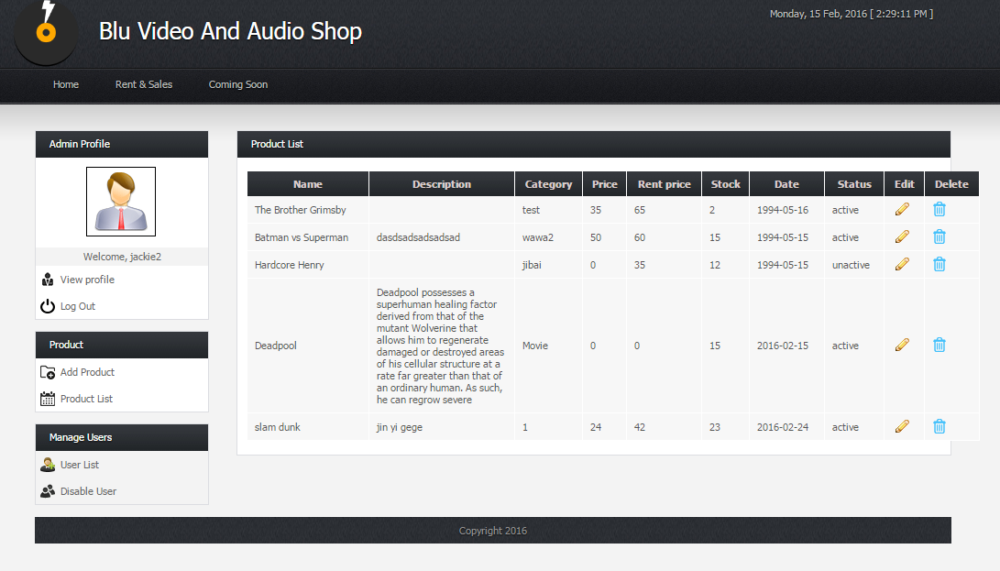 Blu Video And Audio Shop
Monday, 15 Feb, 2016 [ 2:29:11 PM ]
Home Rent & Sales Coming Soon
Admin Profile
Welcome, jackie2
View profile
Log Out
Product
Add Product
Product List
Manage Users
User List
Disable User
Product List
Name Description Category Price Rent price Stock Date Status Edit Delete
The Brother Grimsby test 35 65 2 1994-05-16 active
Batman vs Superman dasdsadsadsadsad wawa2 50 60 15 1994-05-15 active
Hardcore Henry jibai 0 35 12 1994-05-15 unactive
Deadpool possesses a
superhuman healing factor
derived from that of the
mutant Wolverine that
allows him to regenerate
Deadpool damaged or destroyed areas Movie 0 0 15 2016-02-15 active
of his cellular structure at a
rate far greater than that of
an ordinary human. As such,
he can regrow severe
slam dunk jin yi gege 1 24 42 23 2016-02-24 active
Copyright 2016